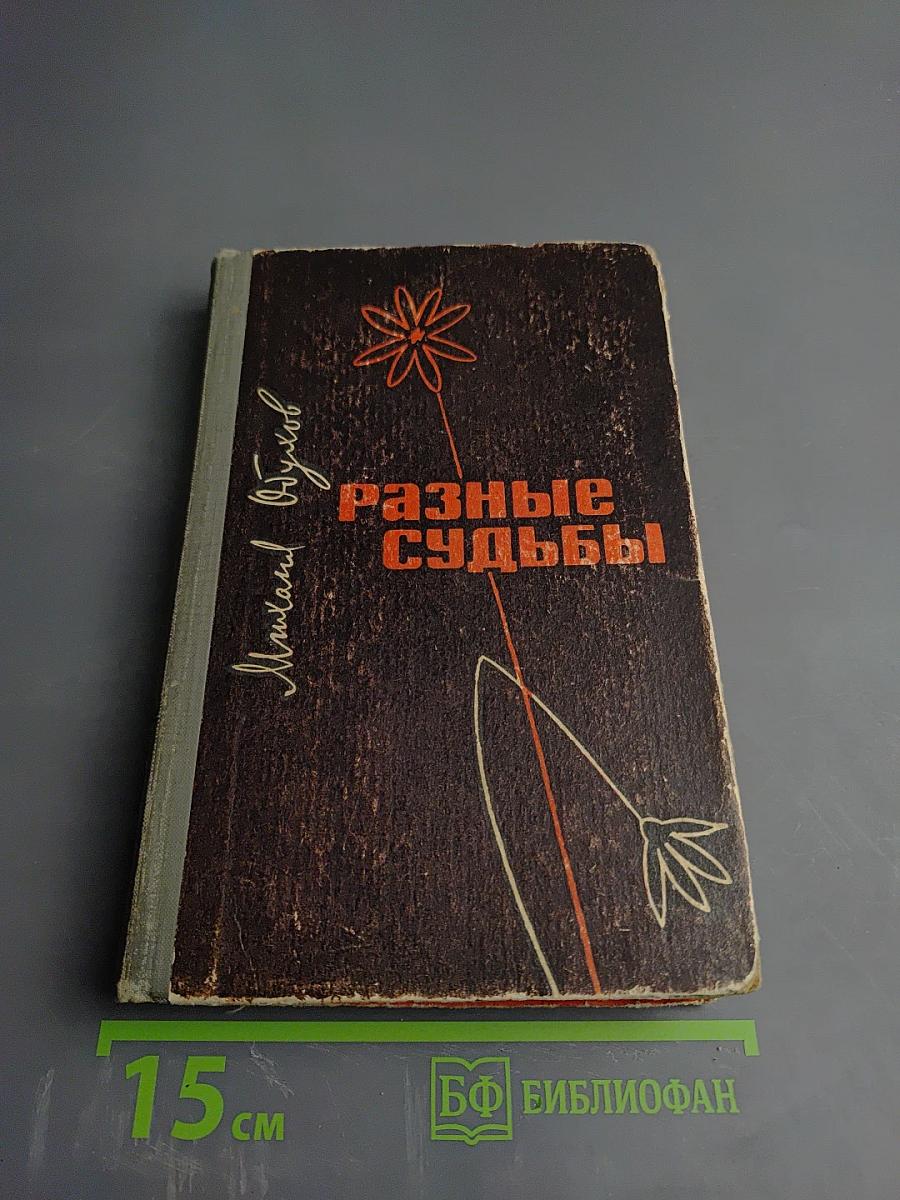 Михаил Обухов
Разные
судьбы
15 см
БФ БИБЛИОФАН